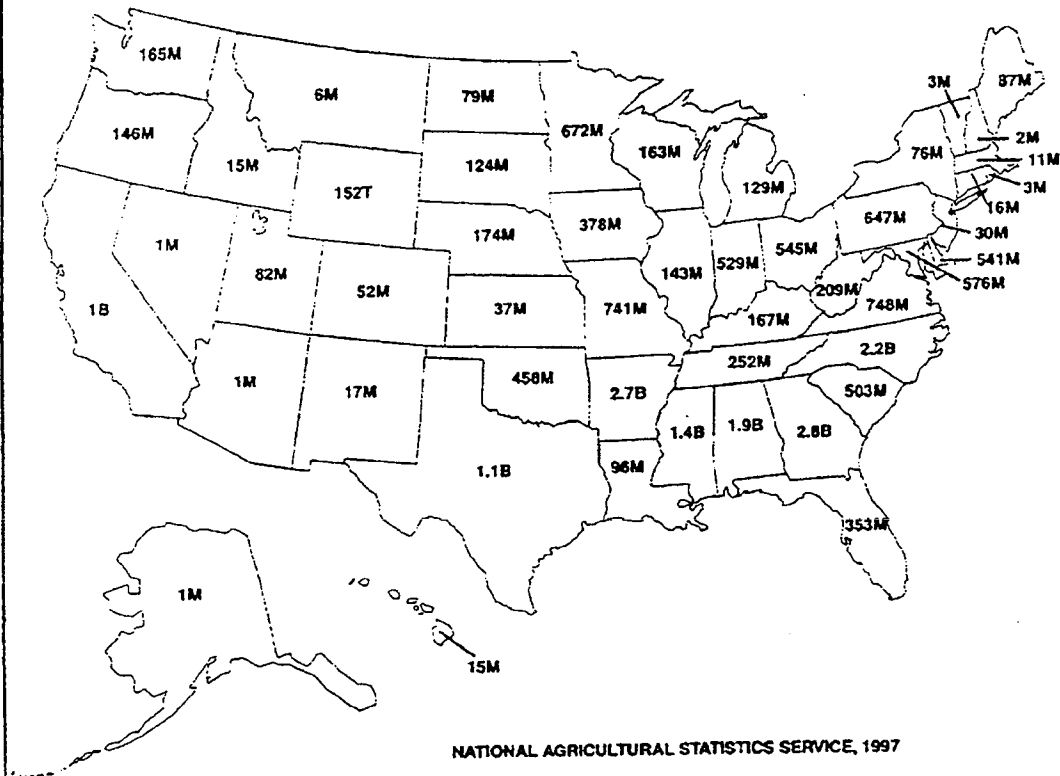 165M
6M
79M
3M
87M
146M
672M
15M
124M
163M
76M
2M
11M
152T
129M
3M
16M
174M
378M
647M
30M
1M
82M
52M
143M
529M
545M
541M
576M
1B
37M
741M
209M
748M
167M
1M
17M
458M
252M
2.2B
2.7B
503M
1.4B
1.9B
2.8B
1.1B
96M
353M
1M
15M
NATIONAL AGRICULTURAL STATISTICS SERVICE, 1997